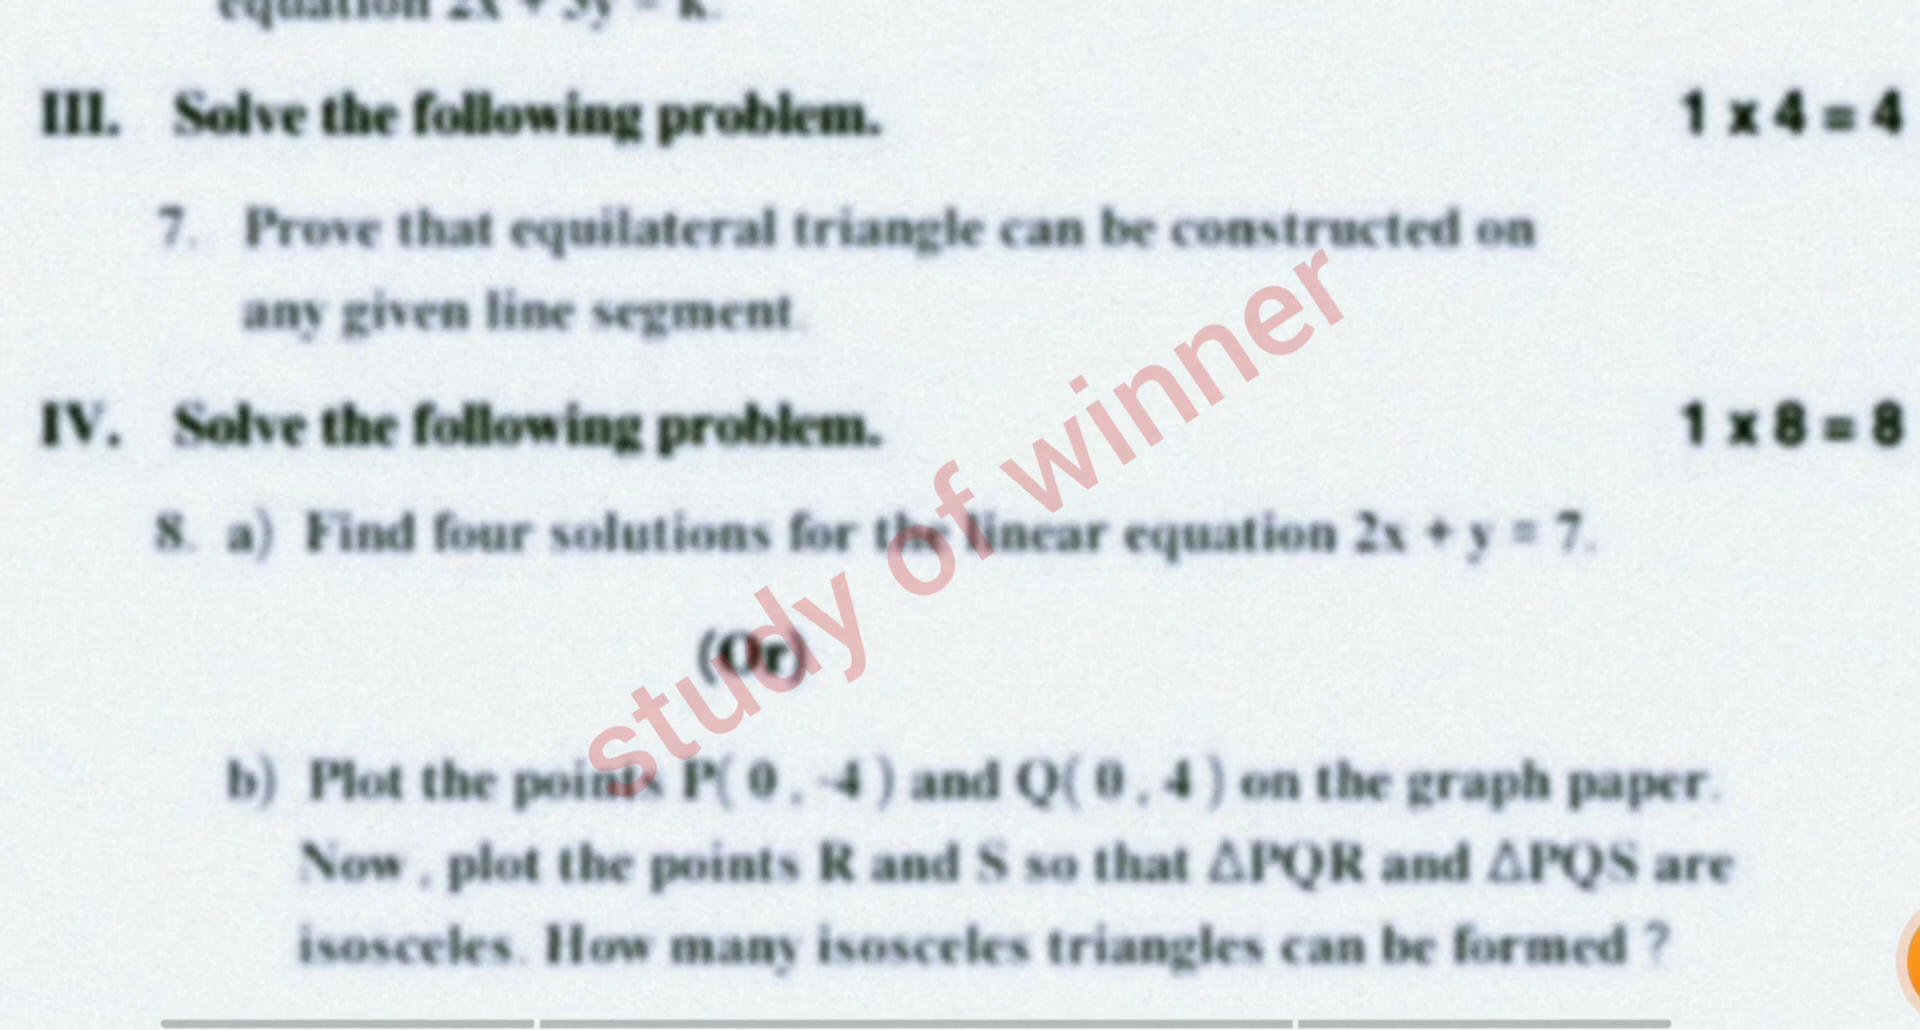 equation 2x + 3y = k.
III. Solve the following problem. 1 x 4 = 4
7. Prove that equilateral triangle can be constructed on
any given line segment.
IV. Solve the following problem. 1 x 8 = 8
8. a) Find four solutions for the linear equation 2x + y = 7.
(Or)
b) Plot the points P( 0 , -4 ) and Q( 0 , 4 ) on the graph paper.
Now , plot the points R and S so that ΔPQR and ΔPQS are
isosceles. How many isosceles triangles can be formed ?
study of winner